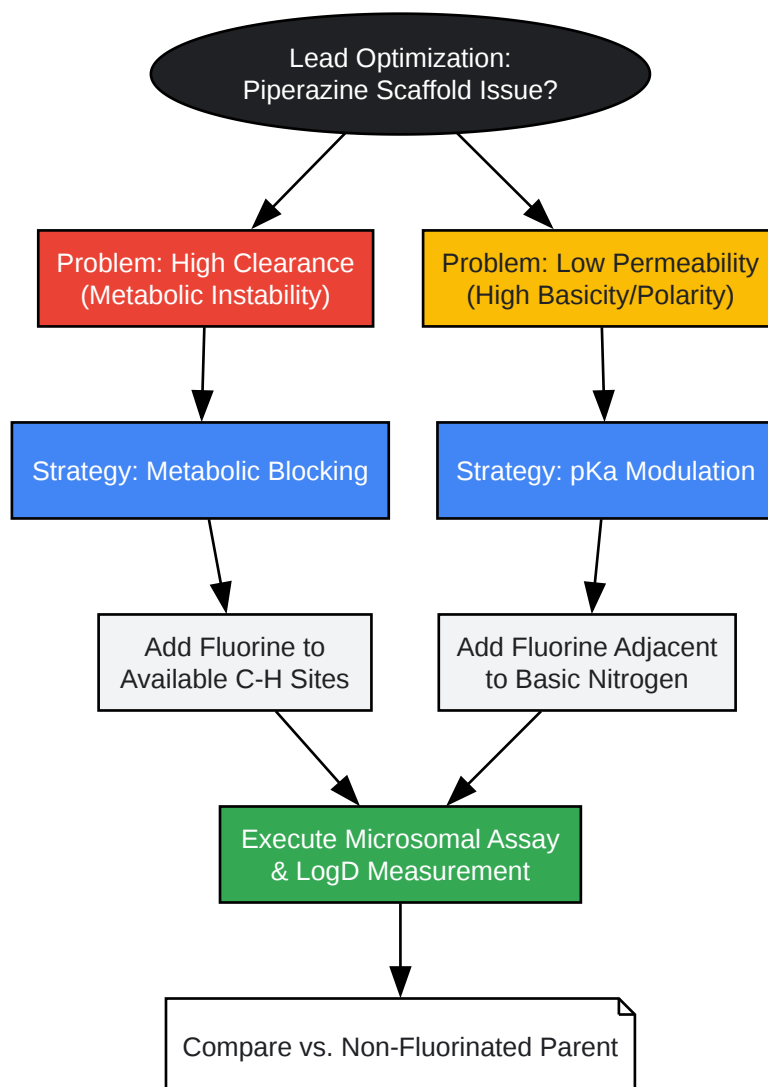 Lead Optimization:
Piperazine Scaffold Issue?
Problem: High Clearance
(Metabolic Instability)
Problem: Low Permeability
(High Basicity/Polarity)
Strategy: Metabolic Blocking
Strategy: pKa Modulation
Add Fluorine to
Available C-H Sites
Add Fluorine Adjacent
to Basic Nitrogen
Execute Microsomal Assay
& LogD Measurement
Compare vs. Non-Fluorinated Parent